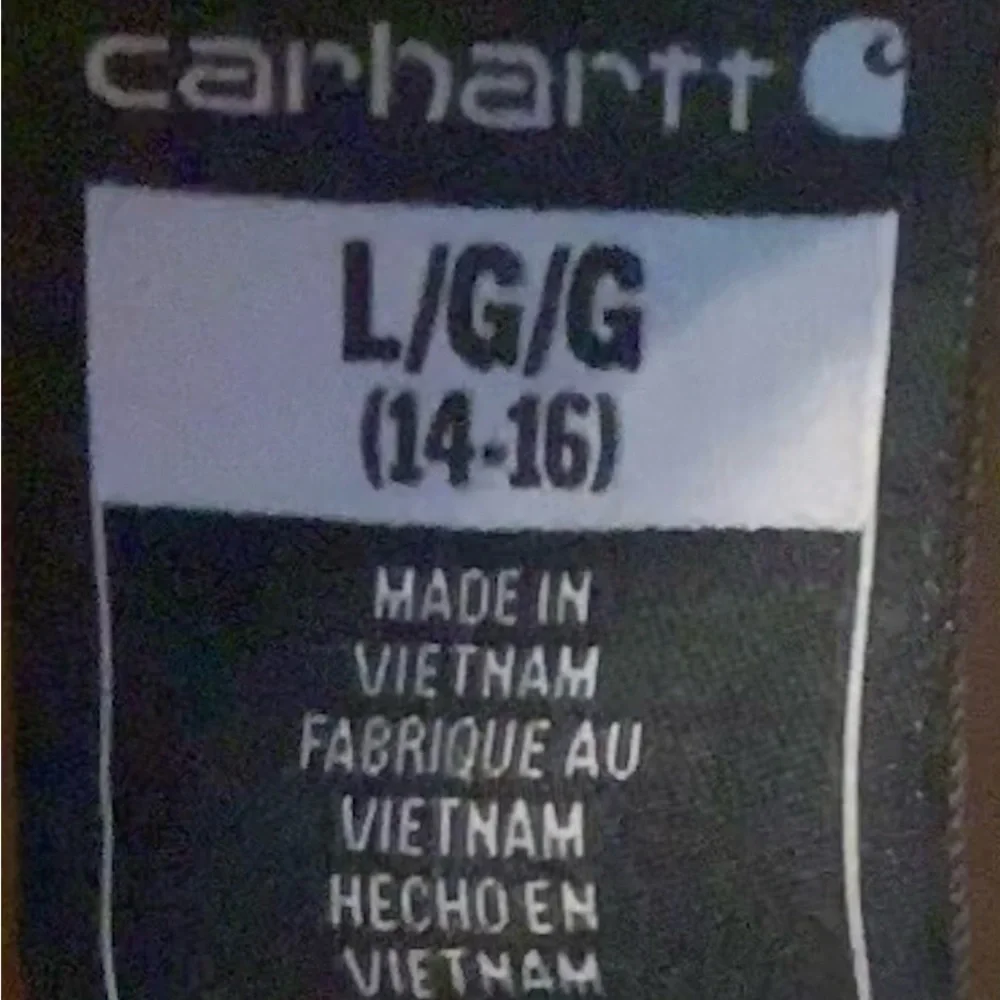 carhartt
L/G/G
(14-16)
MADE IN
VIETNAM
FABRIQUE AU
VIETNAM
HECHO EN
VIETNAM